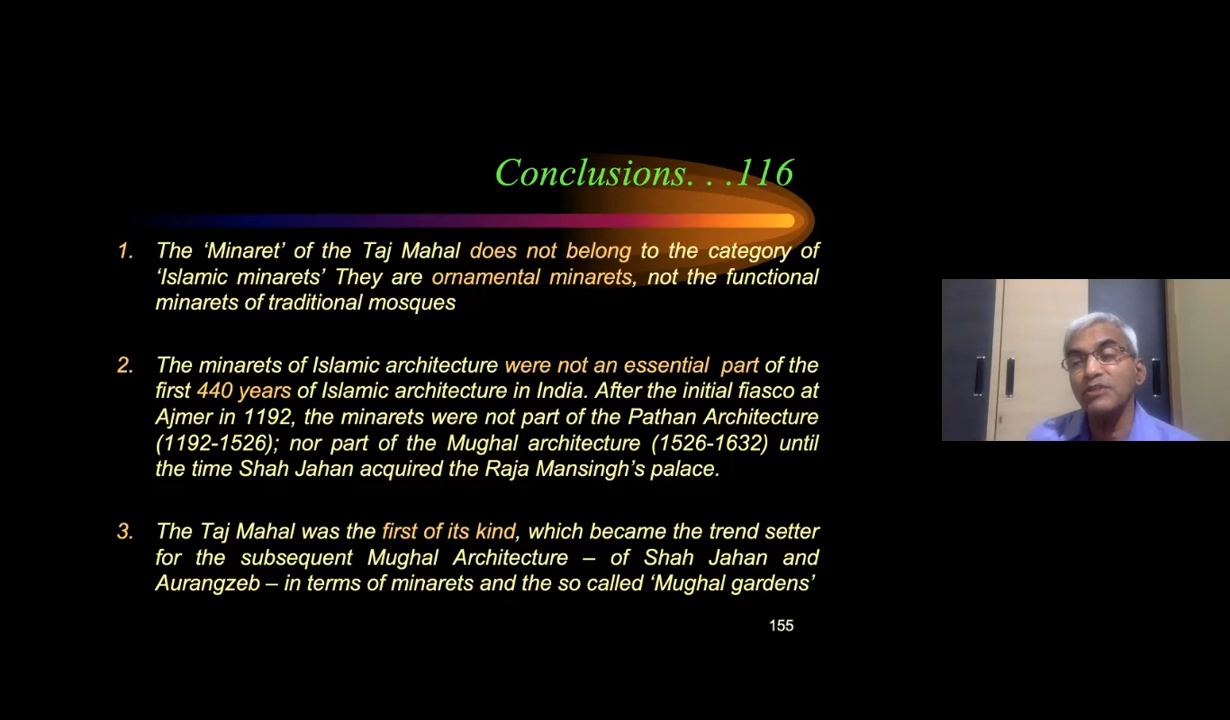 Conclusions. . .116
1. The ‘Minaret’ of the Taj Mahal does not belong to the category of
‘Islamic minarets’ They are ornamental minarets, not the functional
minarets of traditional mosques
2. The minarets of Islamic architecture were not an essential part of the
first 440 years of Islamic architecture in India. After the initial fiasco at
Ajmer in 1192, the minarets were not part of the Pathan Architecture
(1192-1526); nor part of the Mughal architecture (1526-1632) until
the time Shah Jahan acquired the Raja Mansingh’s palace.
3. The Taj Mahal was the first of its kind, which became the trend setter
for the subsequent Mughal Architecture – of Shah Jahan and
Aurangzeb – in terms of minarets and the so called ‘Mughal gardens’
155